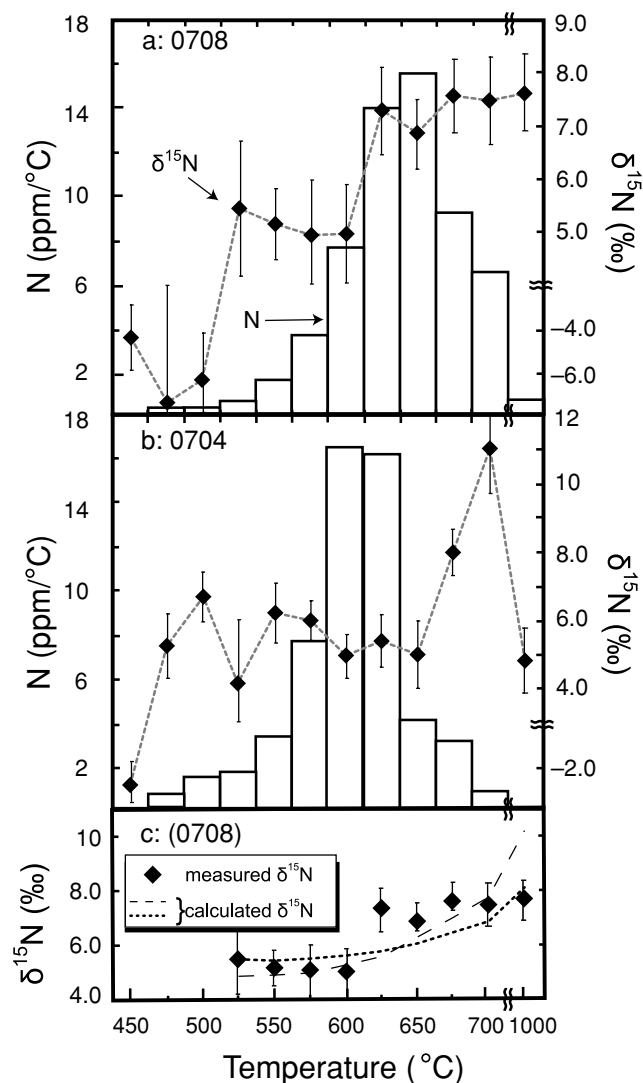 a: 0708
N (ppm/°C)
18
14
10
6
2
δ¹⁵N
N
9.0
8.0
7.0
6.0
5.0
−4.0
−6.0
δ¹⁵N (‰)
b: 0704
N (ppm/°C)
18
14
10
6
2
12
10
8.0
6.0
4.0
−2.0
δ¹⁵N (‰)
c: (0708)
δ¹⁵N (‰)
10
8.0
6.0
4.0
measured δ¹⁵N
calculated δ¹⁵N
450 500 550 600 650 700 1000
Temperature (°C)